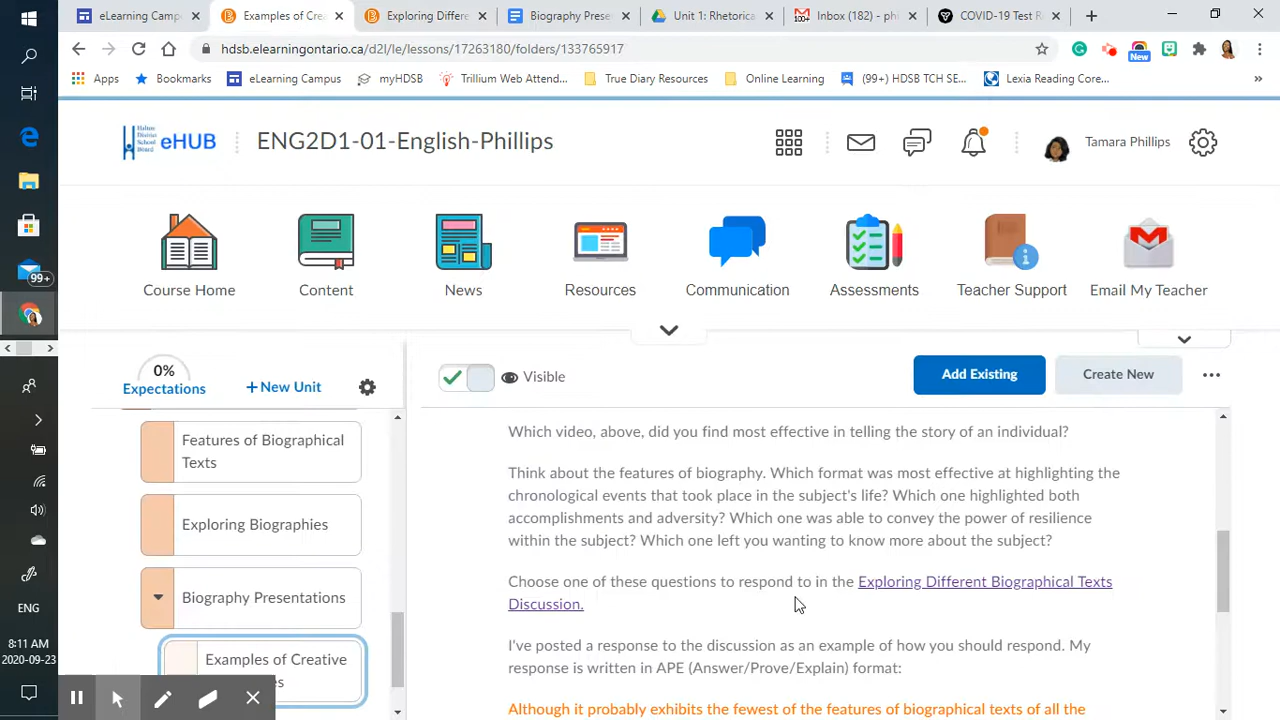 eLearning Campus
Examples of Crea
Exploring Differe
Biography Prese
Unit 1: Rhetorica
Inbox (182) - phi
COVID-19 Test R
hdsb.elearningontario.ca/d2l/le/lessons/17263180/folders/133765917
New
Apps
Bookmarks
eLearning Campus
myHDSB
Trillium Web Attend...
True Diary Resources
Online Learning
(99+) HDSB TCH SE...
Lexia Reading Core...
Halton District School Board
eHUB
ENG2D1-01-English-Phillips
Tamara Phillips
Course Home
Content
News
Resources
Communication
Assessments
Teacher Support
Email My Teacher
0%
Expectations
+ New Unit
Visible
Add Existing
Create New
Features of Biographical
Texts
Exploring Biographies
Biography Presentations
Examples of Creative
es
Which video, above, did you find most effective in telling the story of an individual?
Think about the features of biography. Which format was most effective at highlighting the
chronological events that took place in the subject's life? Which one highlighted both
accomplishments and adversity? Which one was able to convey the power of resilience
within the subject? Which one left you wanting to know more about the subject?
Choose one of these questions to respond to in the Exploring Different Biographical Texts
Discussion.
I've posted a response to the discussion as an example of how you should respond. My
response is written in APE (Answer/Prove/Explain) format:
Although it probably exhibits the fewest of the features of biographical texts of all the
99+
ENG
8:11 AM
2020-09-23